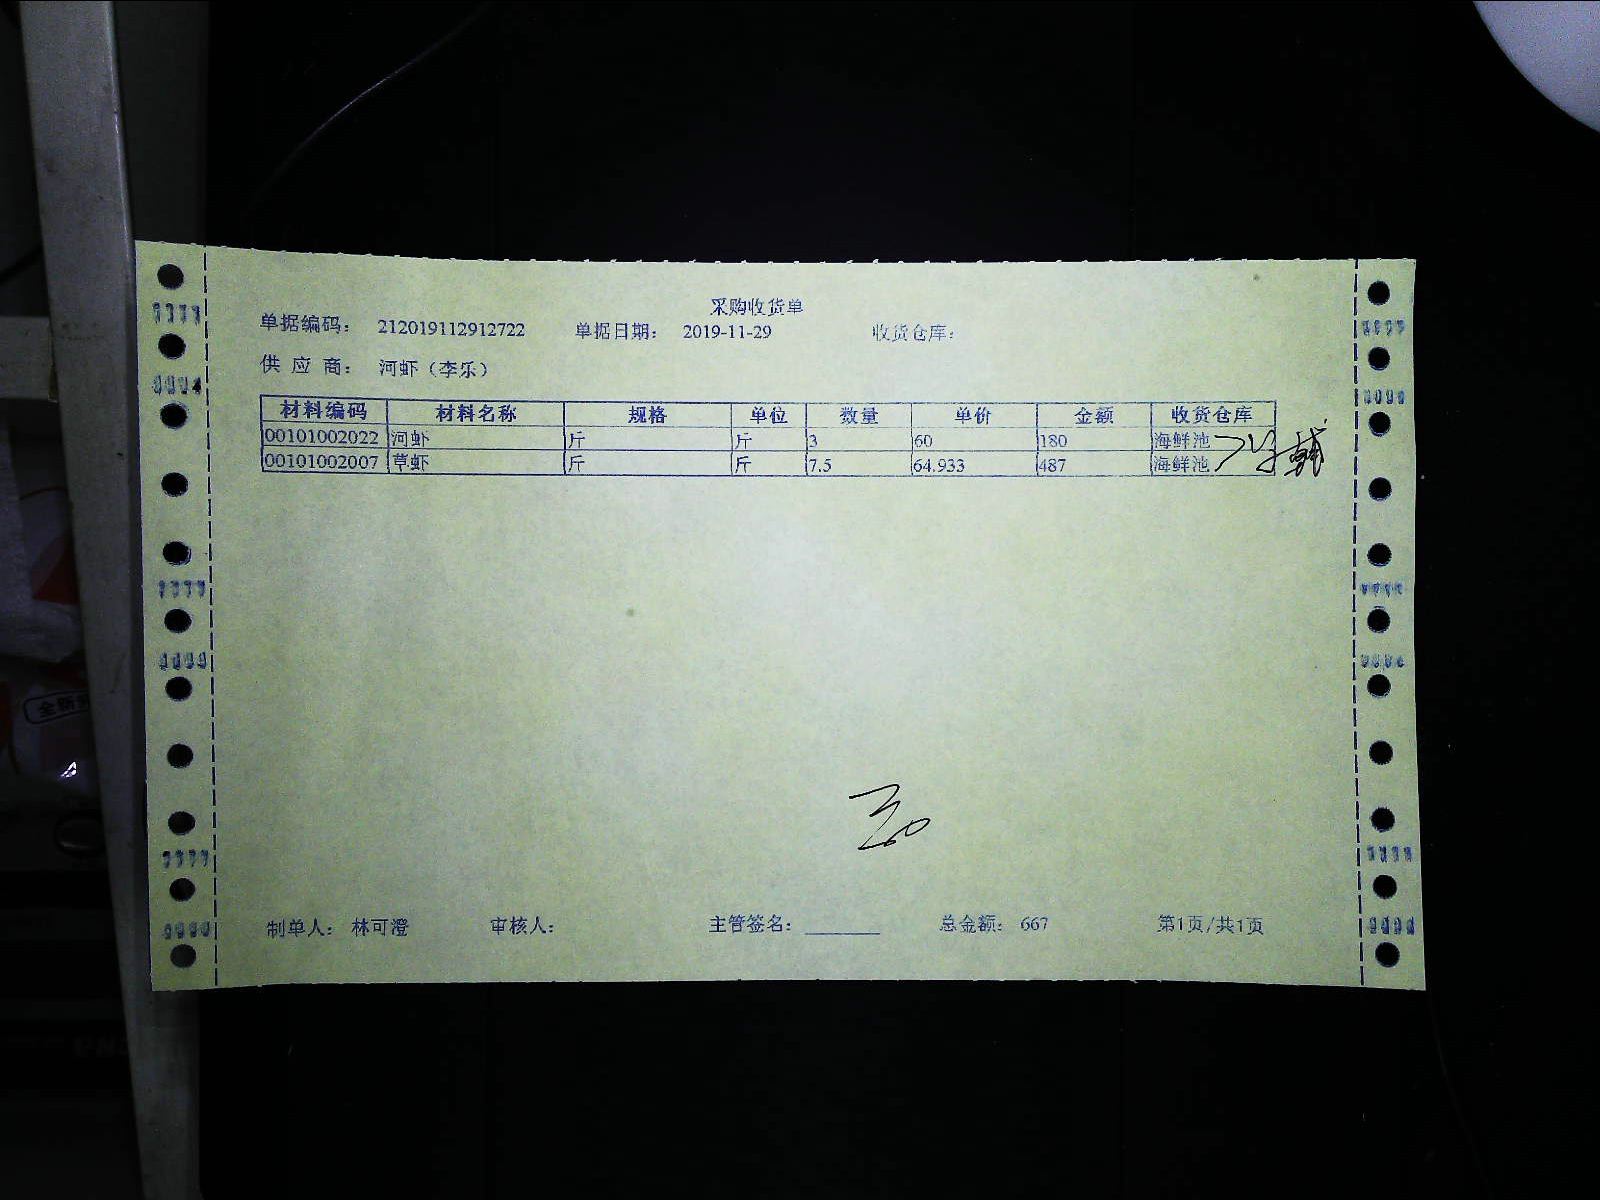 采购收货单
单据编码： 212019112912722 单据日期： 2019-11-29 收货仓库：
供 应 商： 河虾（李乐）
材料编码 材料名称 规格 单位 数量 单价 金额 收货仓库
00101002022 河虾 斤 斤 3 60 180 海鲜池
00101002007 草虾 斤 斤 7.5 64.933 487 海鲜池
制单人： 林可澄 审核人： 主管签名： 总金额： 667 第1页/共1页